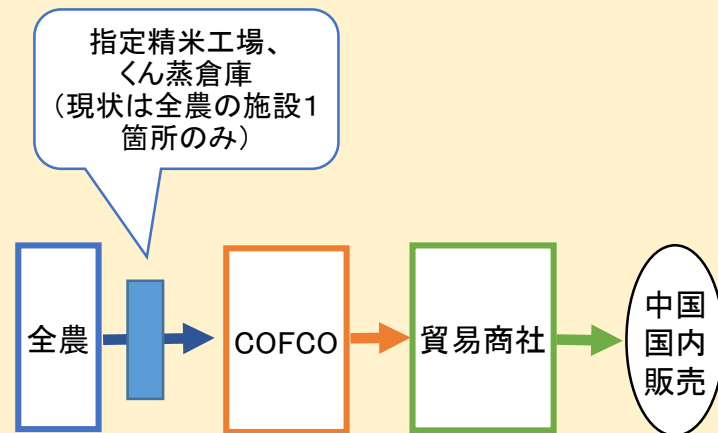 指定精米工場、
くん蒸倉庫
（現状は全農の施設１
箇所のみ）
全農
COFCO
貿易商社
中国
国内
販売